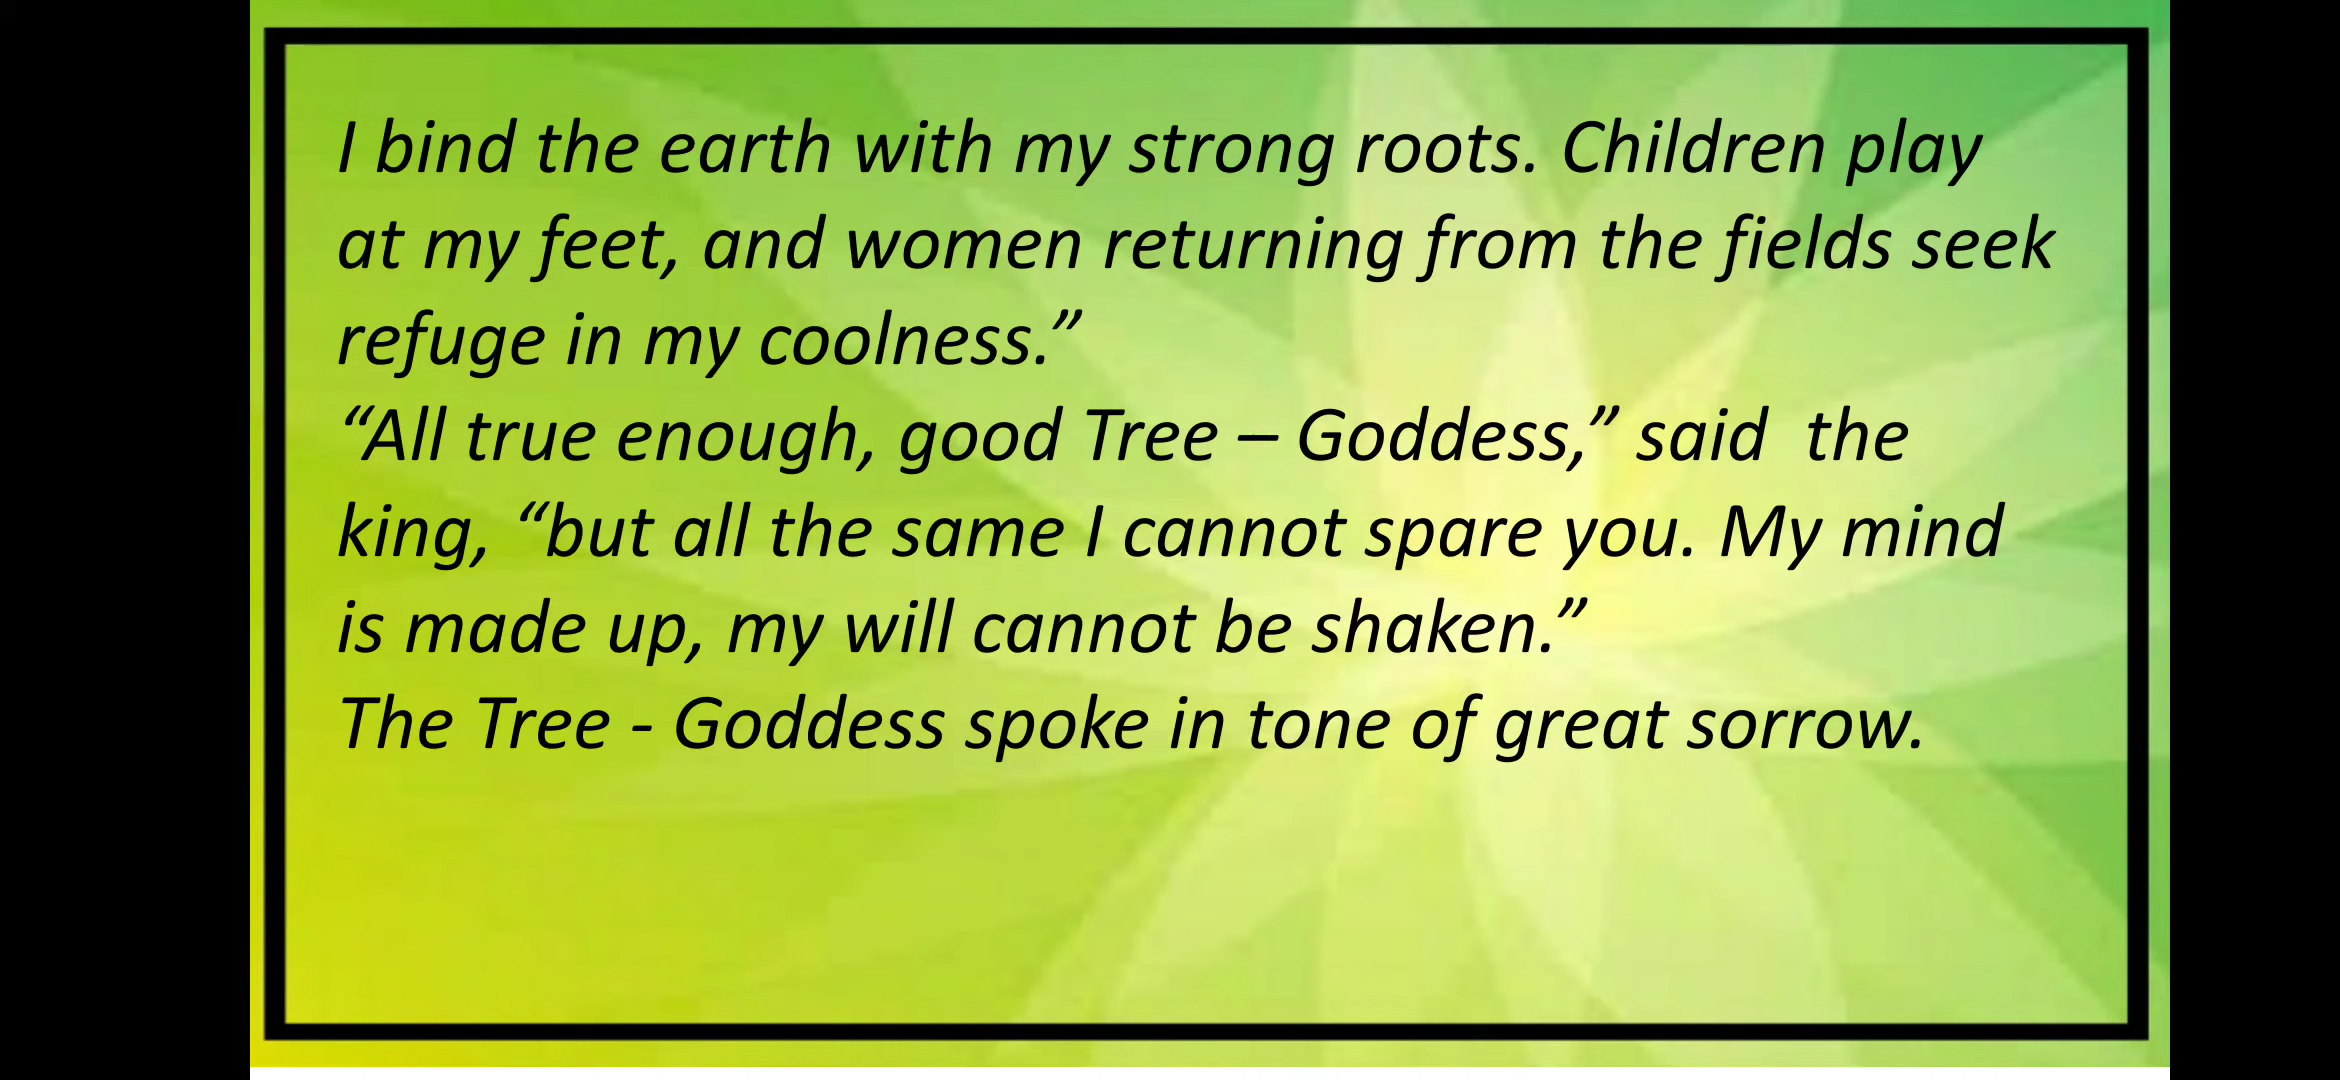 I bind the earth with my strong roots. Children play
at my feet, and women returning from the fields seek
refuge in my coolness.”
“All true enough, good Tree – Goddess,” said  the
king, “but all the same I cannot spare you. My mind
is made up, my will cannot be shaken.”
The Tree - Goddess spoke in tone of great sorrow.